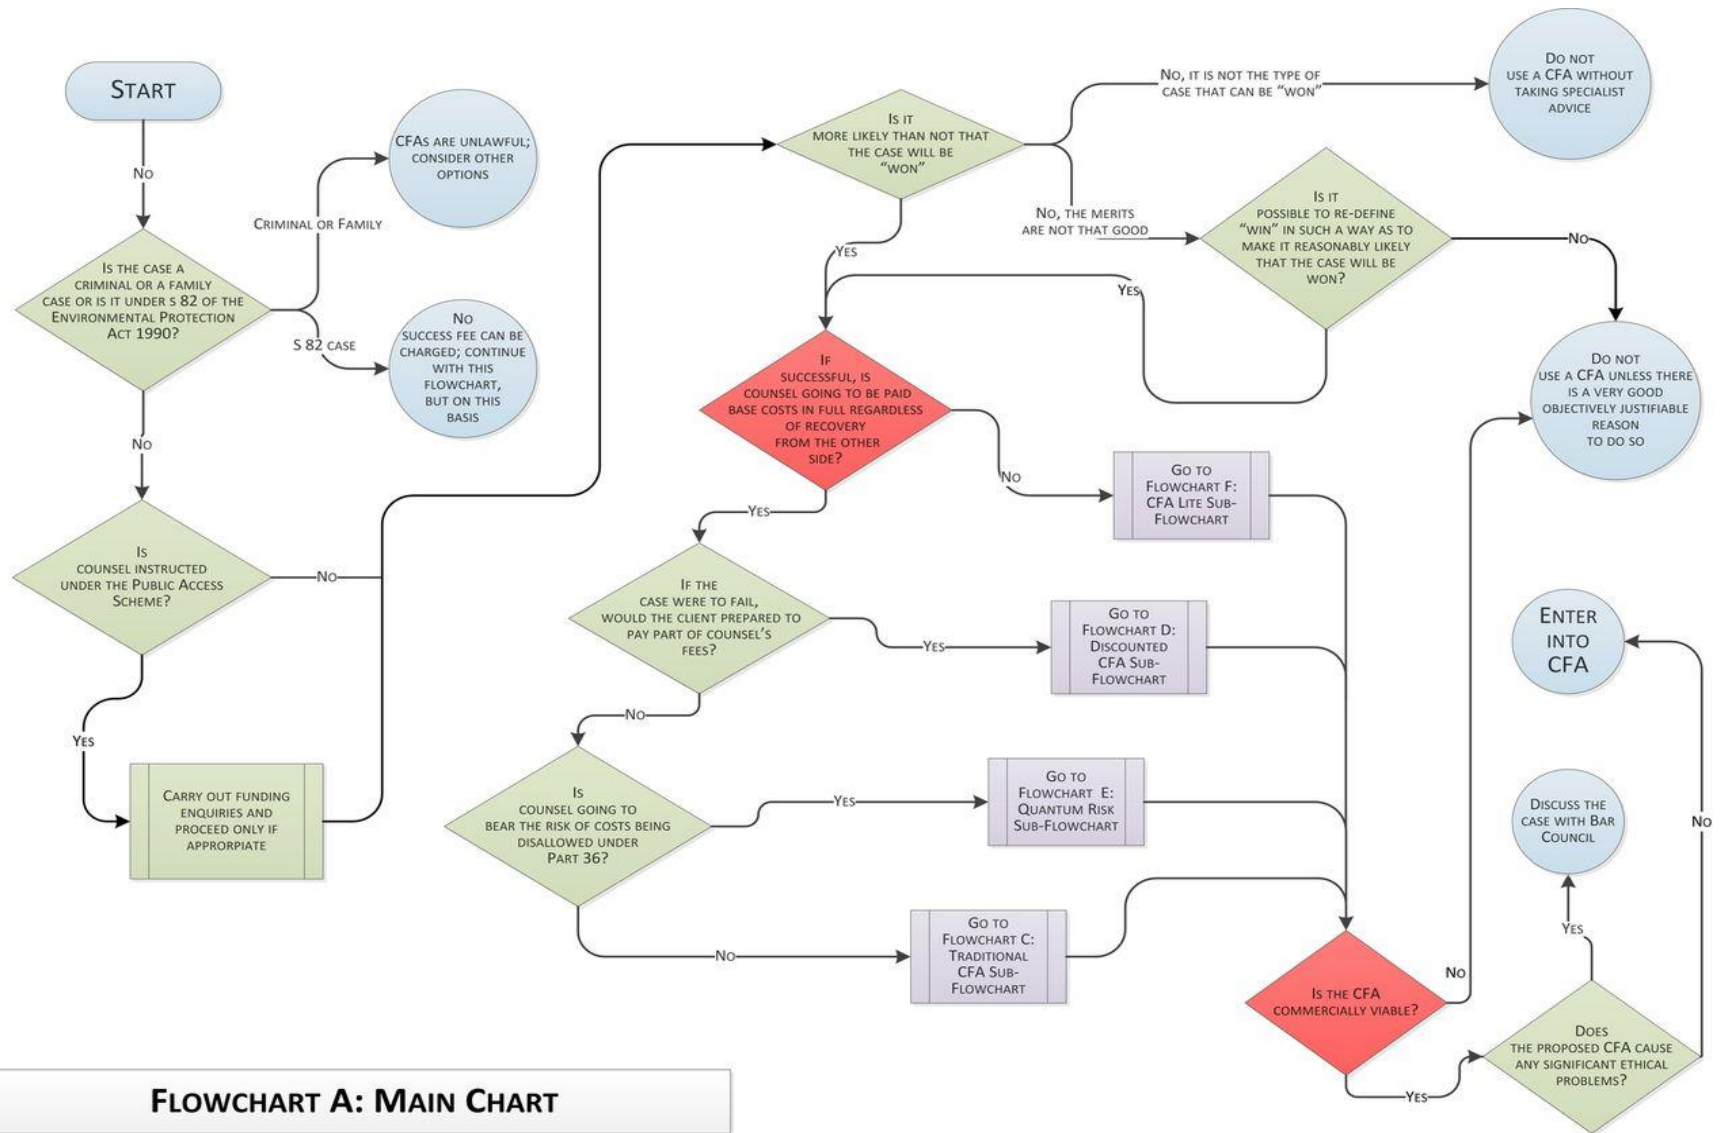 START
No
IS THE CASE A
CRIMINAL OR A FAMILY
CASE OR IS IT UNDER S 82 OF THE
ENVIRONMENTAL PROTECTION
ACT 1990?
CRIMINAL OR FAMILY
CFAS ARE UNLAWFUL;
CONSIDER OTHER
OPTIONS
S 82 CASE
NO
SUCCESS FEE CAN BE
CHARGED; CONTINUE
WITH THIS
FLOWCHART,
BUT ON THIS
BASIS
NO
IS
COUNSEL INSTRUCTED
UNDER THE PUBLIC ACCESS
SCHEME?
NO
YES
CARRY OUT FUNDING
ENQUIRIES AND
PROCEED ONLY IF
APPRORPIATE
IS IT
MORE LIKELY THAN NOT THAT
THE CASE WILL BE
“WON”
NO, IT IS NOT THE TYPE OF
CASE THAT CAN BE “WON”
DO NOT
USE A CFA WITHOUT
TAKING SPECIALIST
ADVICE
NO, THE MERITS
ARE NOT THAT GOOD
IS IT
POSSIBLE TO RE-DEFINE
“WIN” IN SUCH A WAY AS TO
MAKE IT REASONABLY LIKELY
THAT THE CASE WILL BE
WON?
NO
YES
YES
DO NOT
USE A CFA UNLESS THERE
IS A VERY GOOD
OBJECTIVELY JUSTIFIABLE
REASON
TO DO SO
IF
SUCCESSFUL, IS
COUNSEL GOING TO BE PAID
BASE COSTS IN FULL REGARDLESS
OF RECOVERY
FROM THE OTHER
SIDE?
NO
GO TO
FLOWCHART F:
CFA LITE SUB-
FLOWCHART
YES
IF THE
CASE WERE TO FAIL,
WOULD THE CLIENT PREPARED TO
PAY PART OF COUNSEL’S
FEES?
YES
GO TO
FLOWCHART D:
DISCOUNTED
CFA SUB-
FLOWCHART
NO
IS
COUNSEL GOING TO
BEAR THE RISK OF COSTS BEING
DISALLOWED UNDER
PART 36?
YES
GO TO
FLOWCHART E:
QUANTUM RISK
SUB-FLOWCHART
NO
GO TO
FLOWCHART C:
TRADITIONAL
CFA SUB-
FLOWCHART
IS THE CFA
COMMERCIALLY VIABLE?
NO
YES
DOES
THE PROPOSED CFA CAUSE
ANY SIGNIFICANT ETHICAL
PROBLEMS?
YES
DISCUSS THE
CASE WITH BAR
COUNCIL
NO
ENTER
INTO
CFA
FLOWCHART A: MAIN CHART